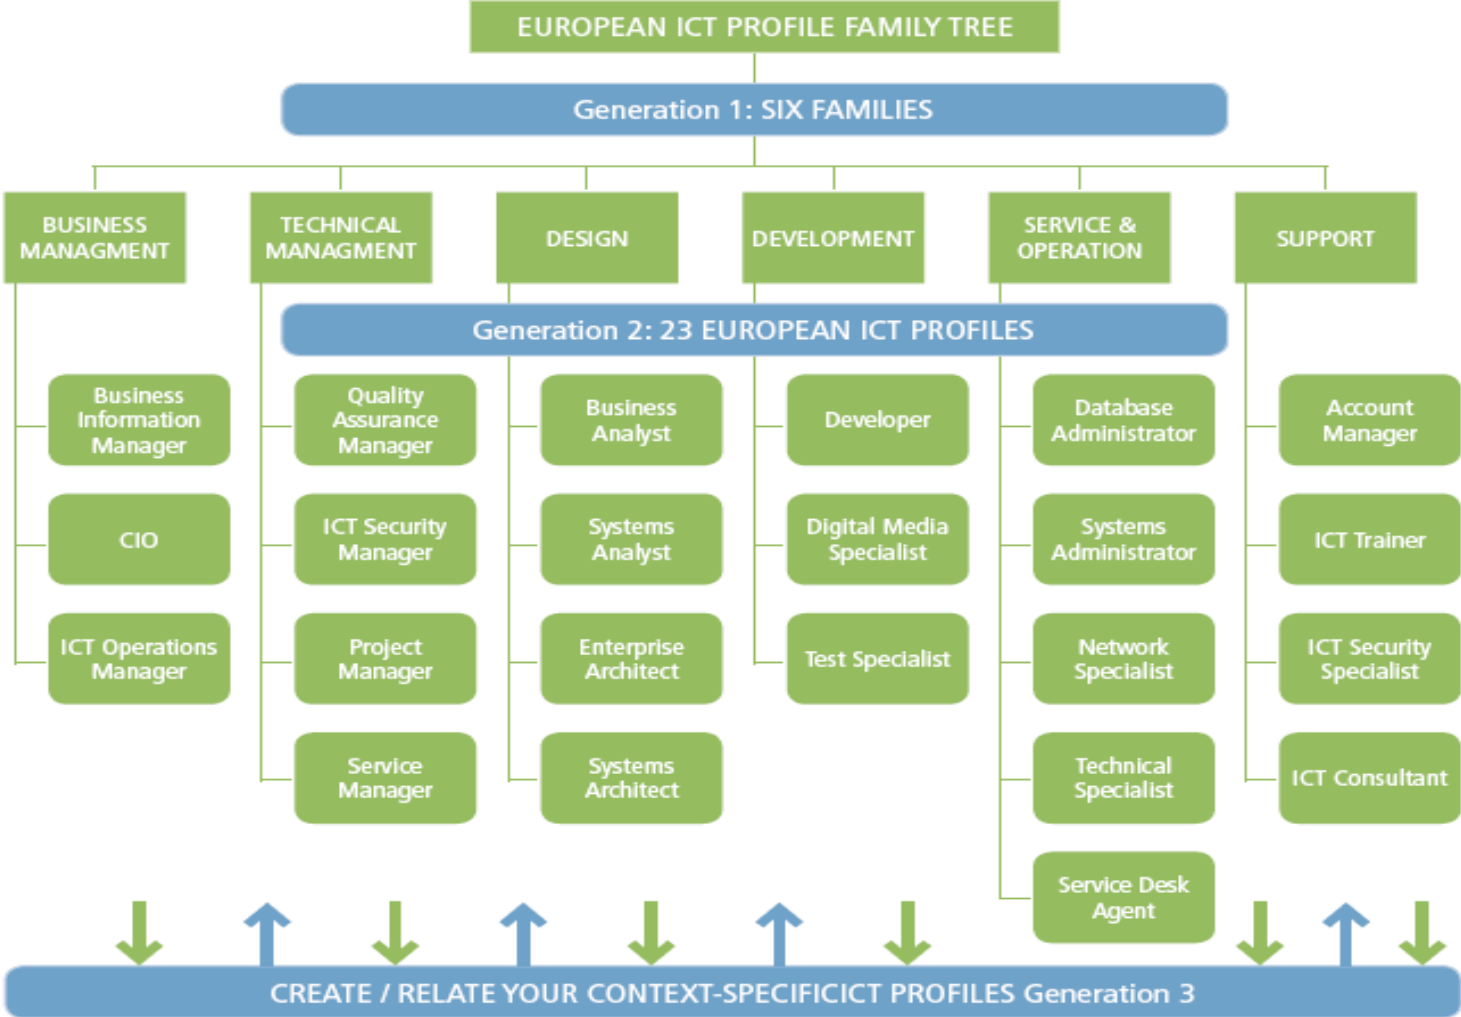 EUROPEAN ICT PROFILE FAMILY TREE
Generation 1: SIX FAMILIES
BUSINESS
MANAGMENT
TECHNICAL
MANAGMENT
DESIGN
DEVELOPMENT
SERVICE &
OPERATION
SUPPORT
Generation 2: 23 EUROPEAN ICT PROFILES
Business
Information
Manager
Quality
Assurance
Manager
Business
Analyst
Developer
Database
Administrator
Account
Manager
CIO
ICT Security
Manager
Systems
Analyst
Digital Media
Specialist
Systems
Administrator
ICT Trainer
ICT Operations
Manager
Project
Manager
Enterprise
Architect
Test Specialist
Network
Specialist
ICT Security
Specialist
Service
Manager
Systems
Architect
Technical
Specialist
ICT Consultant
Service Desk
Agent
CREATE / RELATE YOUR CONTEXT-SPECIFICICT PROFILES Generation 3